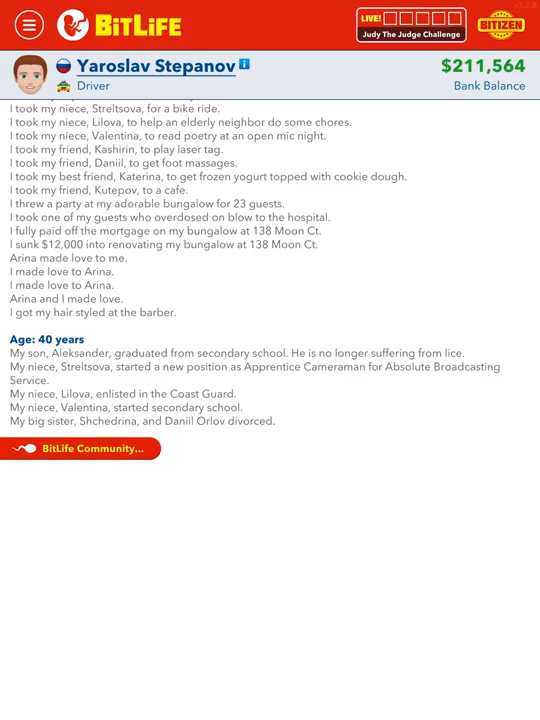 v3.2.8i
BITLIFE
LIVE!
Judy The Judge Challenge
BITIZEN
Yaroslav Stepanov i
$211,564
Driver
Bank Balance
I took my niece, Streltsova, for a bike ride.
I took my niece, Lilova, to help an elderly neighbor do some chores.
I took my niece, Valentina, to read poetry at an open mic night.
I took my friend, Kashirin, to play laser tag.
I took my friend, Daniil, to get foot massages.
I took my best friend, Katerina, to get frozen yogurt topped with cookie dough.
I took my friend, Kutepov, to a cafe.
I threw a party at my adorable bungalow for 23 guests.
I took one of my guests who overdosed on blow to the hospital.
I fully paid off the mortgage on my bungalow at 138 Moon Ct.
I sunk $12,000 into renovating my bungalow at 138 Moon Ct.
Arina made love to me.
I made love to Arina.
I made love to Arina.
Arina and I made love.
I got my hair styled at the barber.
Age: 40 years
My son, Aleksander, graduated from secondary school. He is no longer suffering from lice.
My niece, Streltsova, started a new position as Apprentice Cameraman for Absolute Broadcasting
Service.
My niece, Lilova, enlisted in the Coast Guard.
My niece, Valentina, started secondary school.
My big sister, Shchedrina, and Daniil Orlov divorced.
BitLife Community...